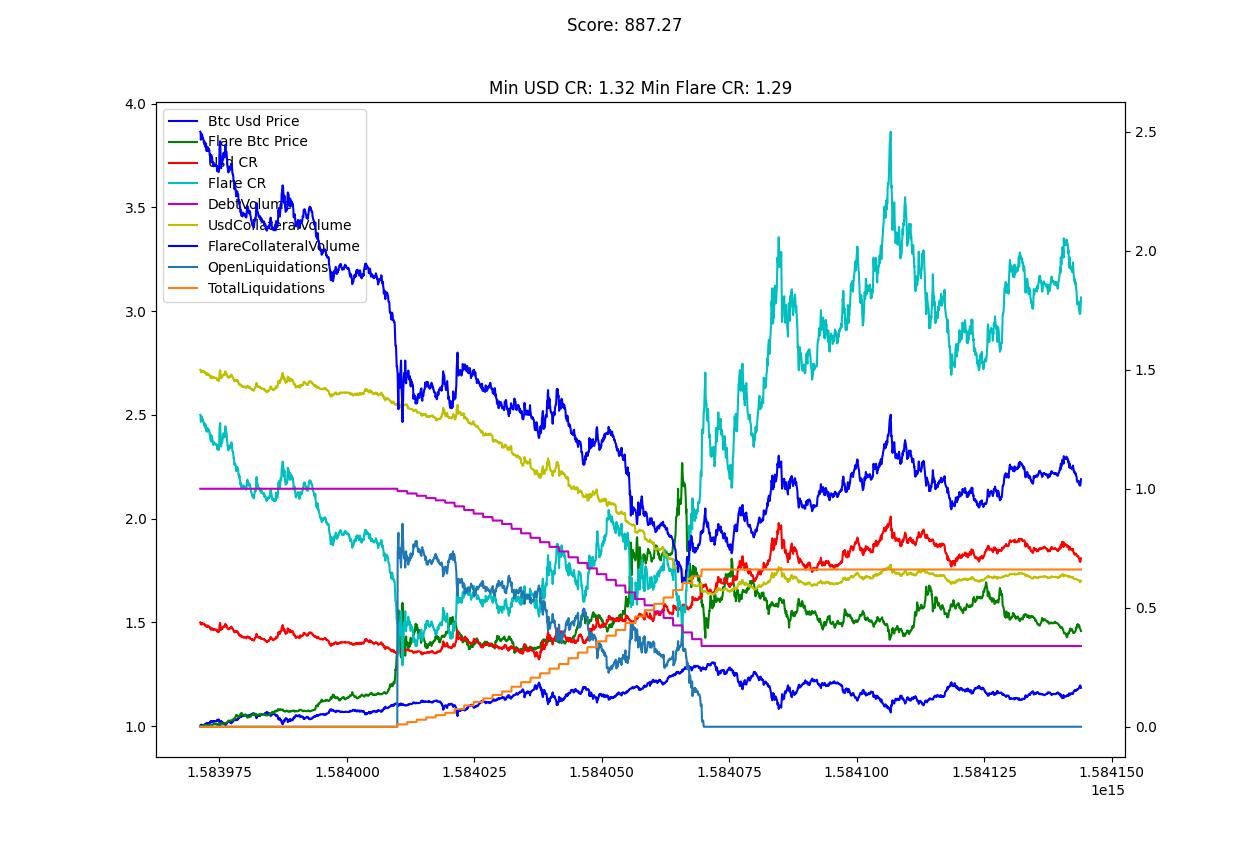 Score: 887.27
Min USD CR: 1.32 Min Flare CR: 1.29
4.0
3.5
3.0
2.5
2.0
1.5
1.0
Btc Usd Price
Flare Btc Price
Usd CR
Flare CR
DebtVolume
UsdCollateralVolume
FlareCollateralVolume
OpenLiquidations
TotalLiquidations
2.5
2.0
1.5
1.0
0.5
0.0
1.583975 1.584000 1.584025 1.584050 1.584075 1.584100 1.584125 1.584150
1e15